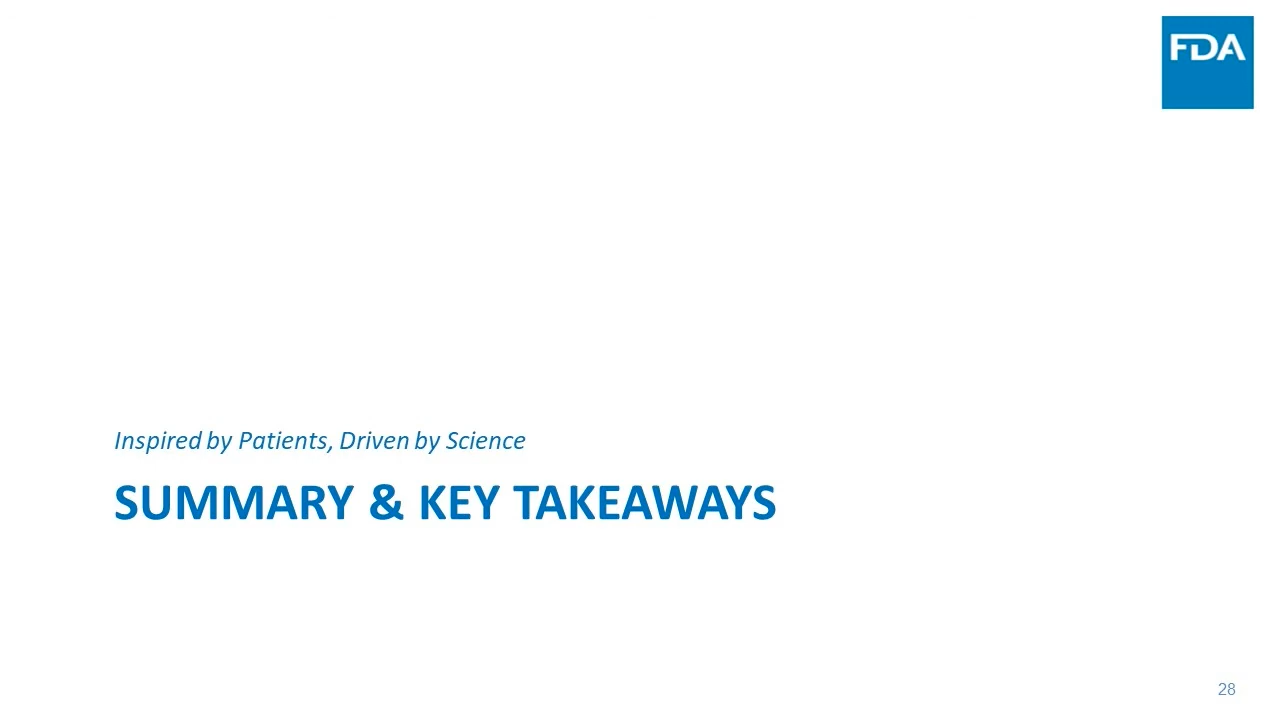 FDA
Inspired by Patients, Driven by Science
SUMMARY & KEY TAKEAWAYS
28